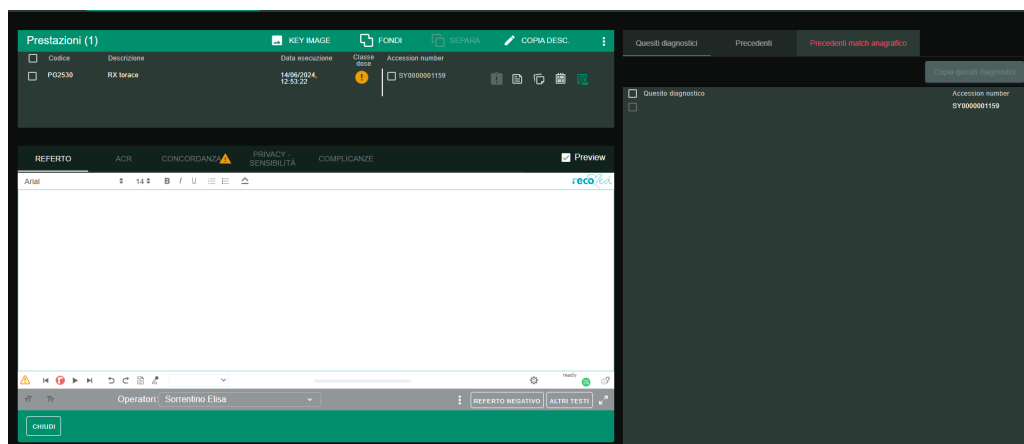 Prestazioni (1) KEY IMAGE FONDI SEPARA COPIA DESC.
Codice Descrizione Data esecuzione Classe dose Accession number
PG2530 RX torace 14/06/2024, 12:53:22 SY0000001159
REFERTO ACR CONCORDANZA PRIVACY - SENSIBILITÀ COMPLICANZE Preview
Arial 14 B I U
ready
Operatori: Sorrentino Elisa REFERTO NEGATIVO ALTRI TESTI
CHIUDI
Quesiti diagnostici Precedenti Precedenti match anagrafico
Copia quesiti diagnostici
Quesito diagnostico Accession number
SY0000001159